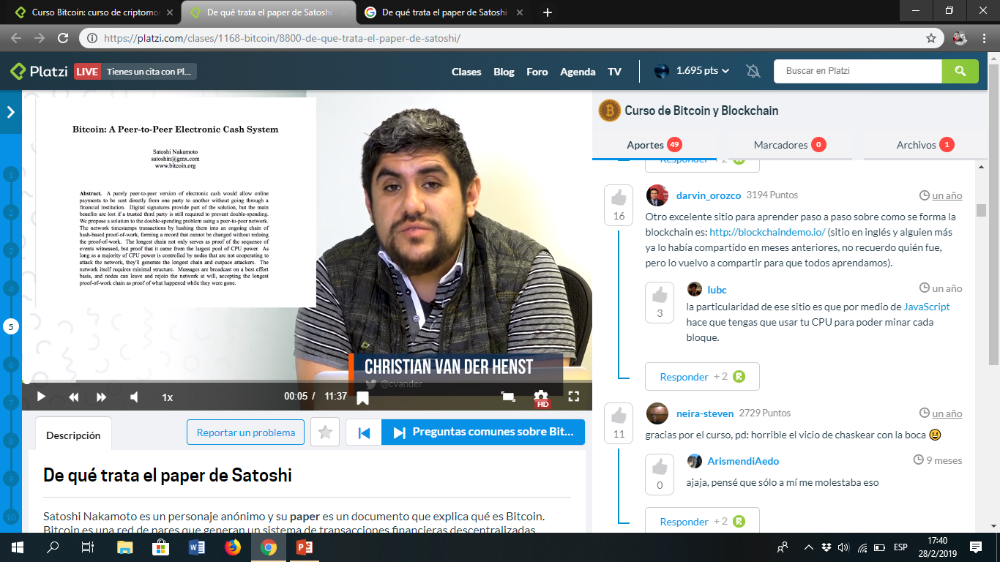 Curso Bitcoin: curso de criptomo
De qué trata el paper de Satoshi
De qué trata el paper de Satoshi
https://platzi.com/clases/1168-bitcoin/8800-de-que-trata-el-paper-de-satoshi/
Platzi LIVE Tienes un cita con Pl...
Clases Blog Foro Agenda TV 1.695 pts Buscar en Platzi
Bitcoin: A Peer-to-Peer Electronic Cash System
Satoshi Nakamoto
satoshin@gmx.com
www.bitcoin.org
Abstract. A purely peer-to-peer version of electronic cash would allow online
payments to be sent directly from one party to another without going through a
financial institution. Digital signatures provide part of the solution, but the main
benefits are lost if a trusted third party is still required to prevent double-spending.
We propose a solution to the double-spending problem using a peer-to-peer network.
The network timestamps transactions by hashing them into an ongoing chain of
hash-based proof-of-work, forming a record that cannot be changed without redoing
the proof-of-work. The longest chain not only serves as proof of the sequence of
events witnessed, but proof that it came from the largest pool of CPU power. As
long as a majority of CPU power is controlled by nodes that are not cooperating to
attack the network, they'll generate the longest chain and outpace attackers. The
network itself requires minimal structure. Messages are broadcast on a best effort
basis, and nodes can leave and rejoin the network at will, accepting the longest
proof-of-work chain as proof of what happened while they were gone.
CHRISTIAN VAN DER HENST
@cvander
1x
00:05 / 11:37
HD
1
2
3
4
5
6
7
8
9
10
Descripción
Reportar un problema
Preguntas comunes sobre Bit...
De qué trata el paper de Satoshi
Satoshi Nakamoto es un personaje anónimo y su paper es un documento que explica qué es Bitcoin.
Bitcoin es una red de pares que generan un sistema de transacciones financieras descentralizadas
Curso de Bitcoin y Blockchain
Aportes 49 Marcadores 0 Archivos 1
Responder + 2 R
16
darvin_orozco 3194 Puntos un año
Otro excelente sitio para aprender paso a paso sobre como se forma la
blockchain es: http://blockchaindemo.io/ (sitio en inglés y alguien más
ya lo había compartido en meses anteriores, no recuerdo quién fue,
pero lo vuelvo a compartir para que todos aprendamos).
3
lubc un año
la particularidad de ese sitio es que por medio de JavaScript
hace que tengas que usar tu CPU para poder minar cada
bloque.
Responder + 2 R
11
neira-steven 2729 Puntos un año
gracias por el curso, pd: horrible el vicio de chaskear con la boca 😀
0
ArismendiAedo 9 meses
ajaja, pensé que sólo a mí me molestaba eso
Responder + 2 R
ESP
17:40
28/2/2019